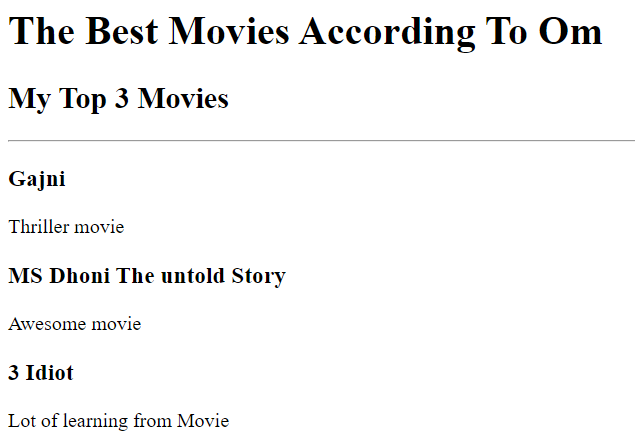 The Best Movies According To Om
My Top 3 Movies
Gajni
Thriller movie
MS Dhoni The untold Story
Awesome movie
3 Idiot
Lot of learning from Movie